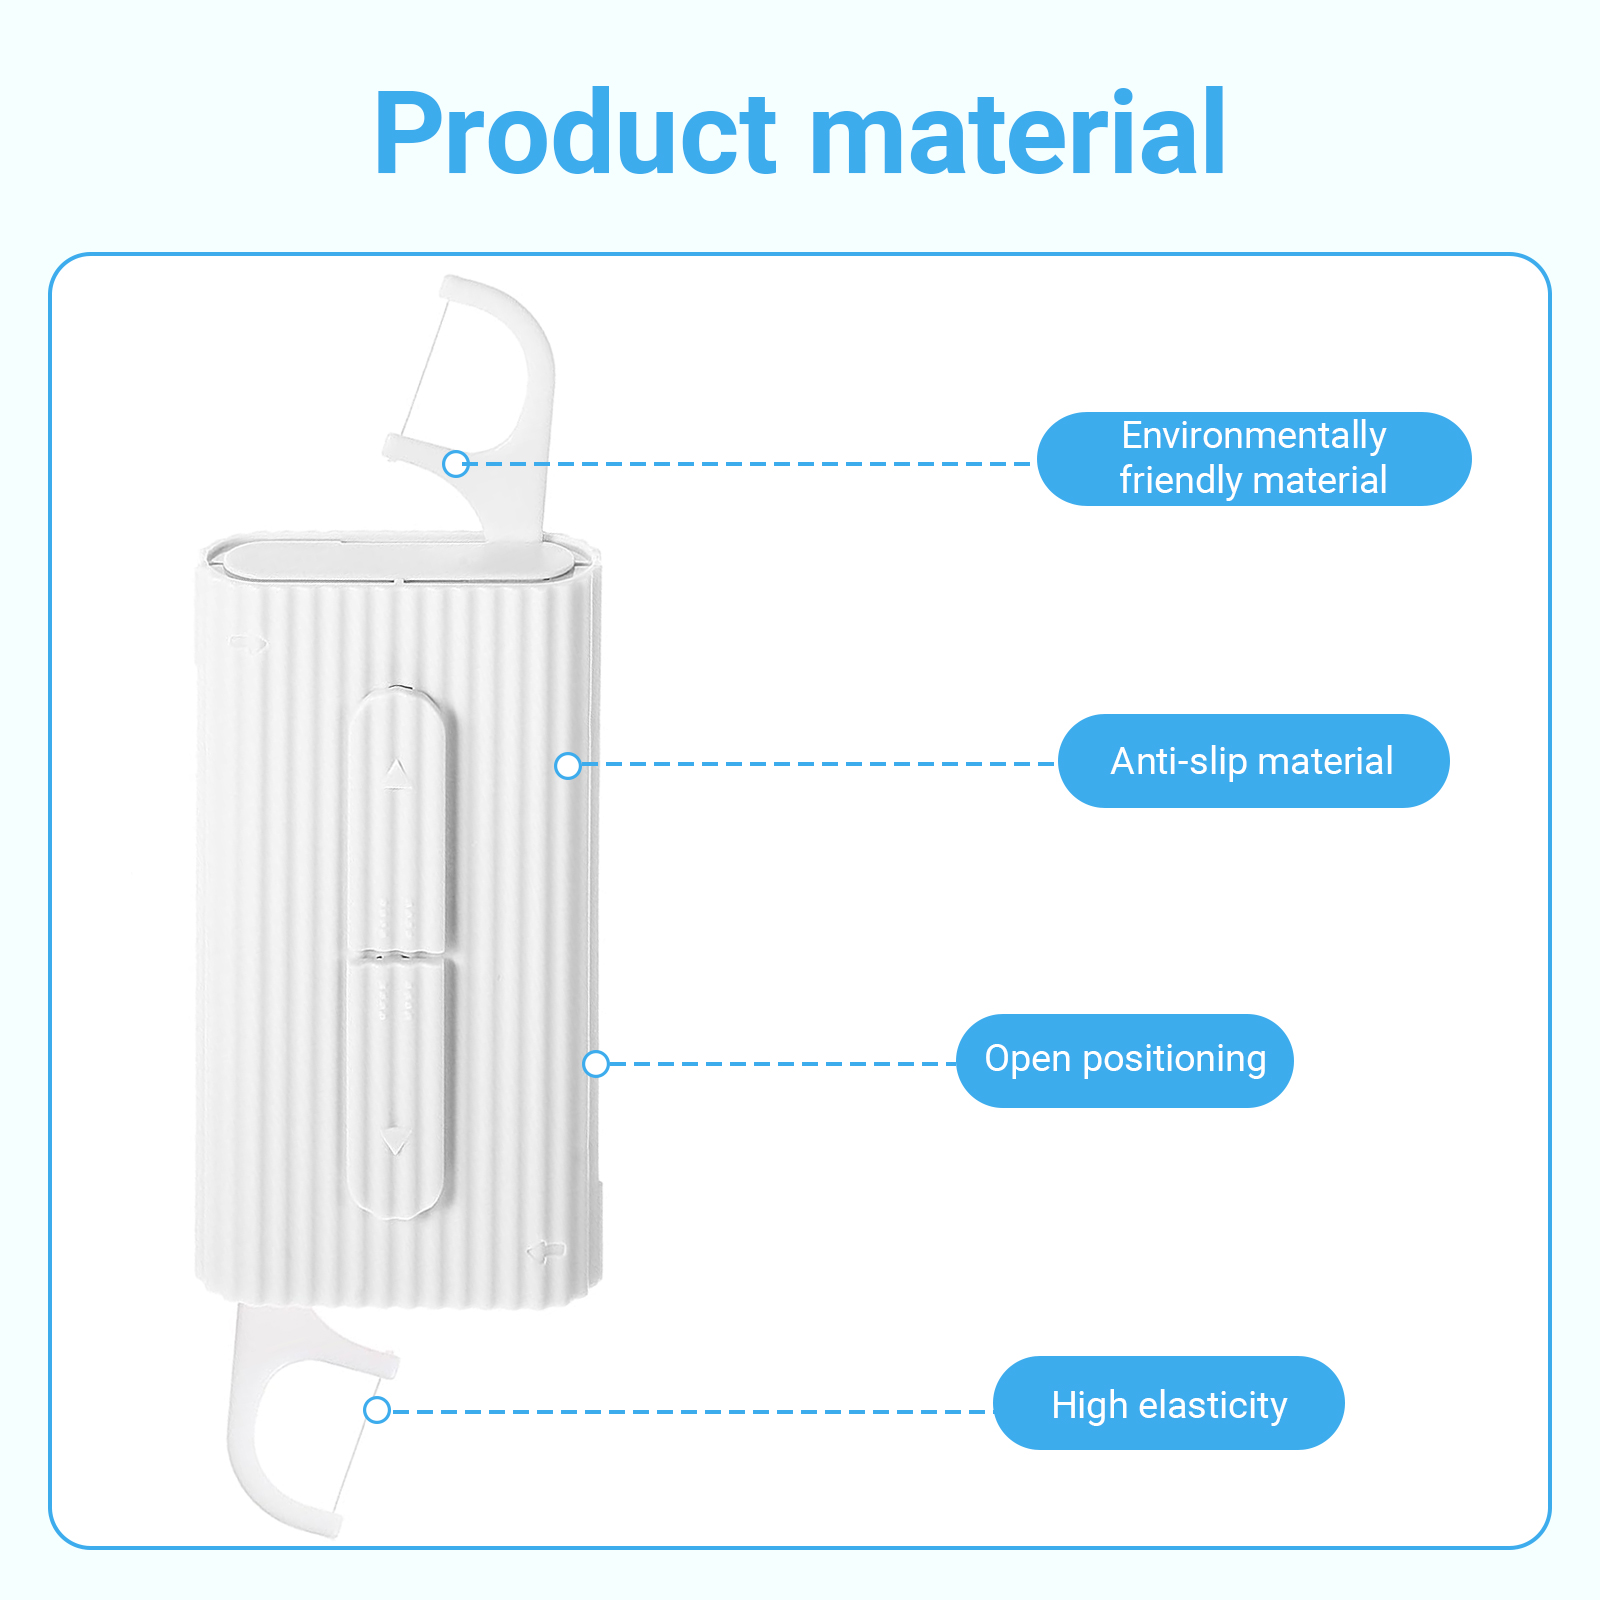 Product material
Environmentally
friendly material
Anti-slip material
Open positioning
High elasticity